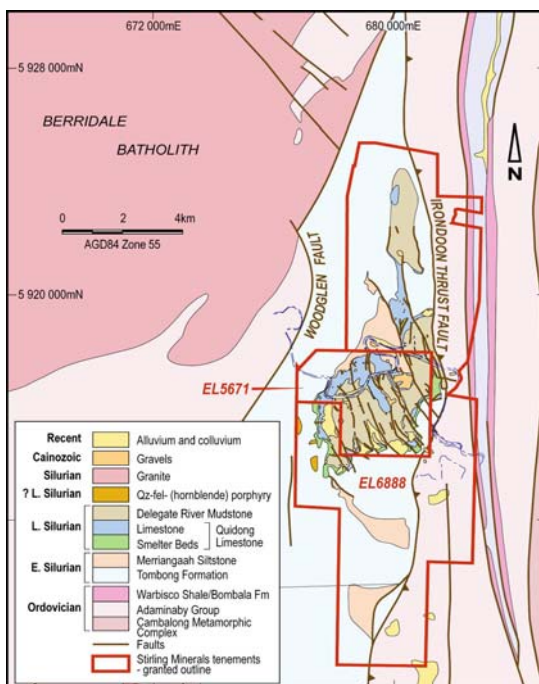 672 000mE
680 000mE
5 928 000mN
BERRIDALE
BATHOLITH
N
0 2 4km
AGD84 Zone 55
WOODGLEN FAULT
IRONDOON THRUST FAULT
5 920 000mN
EL5671
EL6888
Recent Alluvium and colluvium
Cainozoic Gravels
Silurian Granite
? L. Silurian Qz-fel- (hornblende) porphyry
L. Silurian Delegate River Mudstone
Limestone Quidong
Smelter Beds Limestone
E. Silurian Merriangaah Siltstone
Tombong Formation
Ordovician Warbisco Shale/Bombala Fm
Adaminaby Group
Cambalong Metamorphic
Complex
Faults
Stirling Minerals tenements
- granted outline